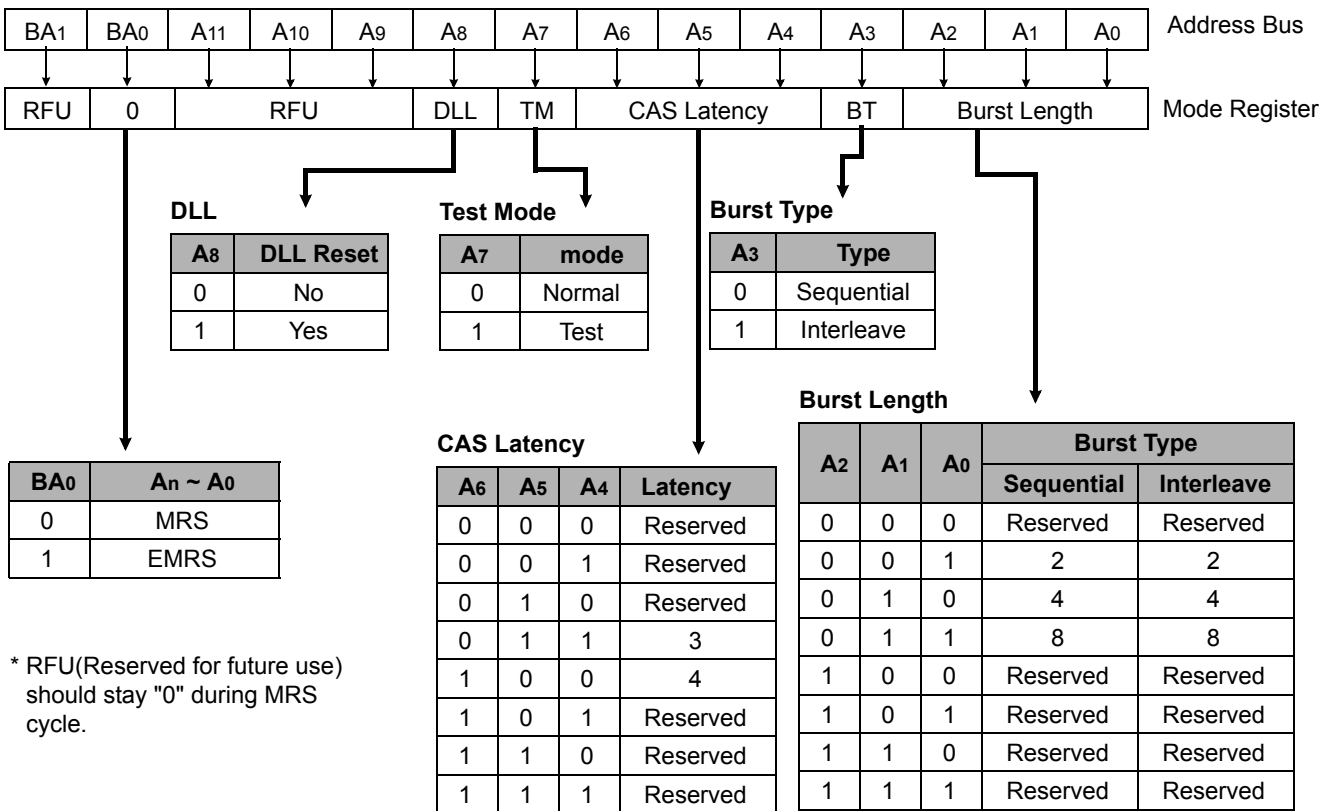 BA1 BA0 A11 A10 A9 A8 A7 A6 A5 A4 A3 A2 A1 A0 Address Bus
RFU 0 RFU DLL TM CAS Latency BT Burst Length Mode Register
DLL
A8 DLL Reset
0 No
1 Yes
Test Mode
A7 mode
0 Normal
1 Test
Burst Type
A3 Type
0 Sequential
1 Interleave
BA0 An ~ A0
0 MRS
1 EMRS
* RFU(Reserved for future use)
should stay "0" during MRS
cycle.
CAS Latency
A6 A5 A4 Latency
0 0 0 Reserved
0 0 1 Reserved
0 1 0 Reserved
0 1 1 3
1 0 0 4
1 0 1 Reserved
1 1 0 Reserved
1 1 1 Reserved
Burst Length
A2 A1 A0 Burst Type
Sequential Interleave
0 0 0 Reserved Reserved
0 0 1 2 2
0 1 0 4 4
0 1 1 8 8
1 0 0 Reserved Reserved
1 0 1 Reserved Reserved
1 1 0 Reserved Reserved
1 1 1 Reserved Reserved